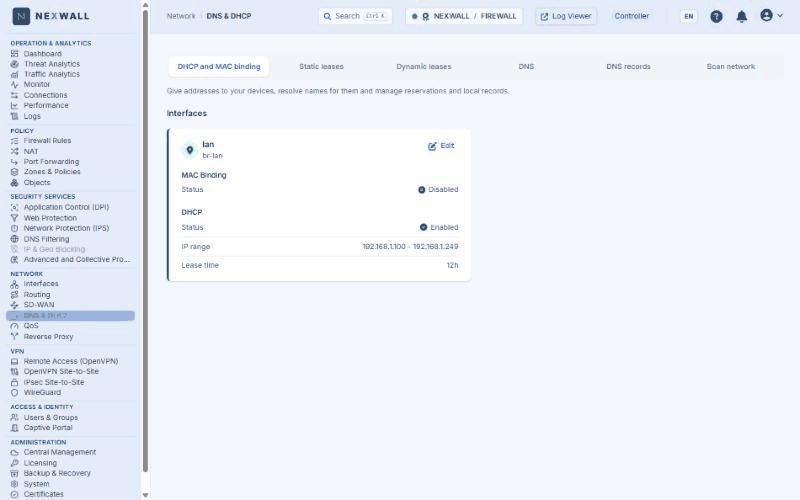 NEXWALL
Network > DNS & DHCP
Search Ctrl K
NEXWALL / FIREWALL
Log Viewer
Controller
EN
OPERATION & ANALYTICS
Dashboard
Threat Analytics
Traffic Analytics
Monitor
Connections
Performance
Logs
POLICY
Firewall Rules
NAT
Port Forwarding
Zones & Policies
Objects
SECURITY SERVICES
Application Control (DPI)
Web Protection
Network Protection (IPS)
DNS Filtering
IP & Geo Blocking
Advanced and Collective Pro...
NETWORK
Interfaces
Routing
SD-WAN
DNS & DHCP
QoS
Reverse Proxy
VPN
Remote Access (OpenVPN)
OpenVPN Site-to-Site
IPsec Site-to-Site
WireGuard
ACCESS & IDENTITY
Users & Groups
Captive Portal
ADMINISTRATION
Central Management
Licensing
Backup & Recovery
System
Certificates
DHCP and MAC binding
Static leases
Dynamic leases
DNS
DNS records
Scan network
Give addresses to your devices, resolve names for them and manage reservations and local records.
Interfaces
lan
br-lan
Edit
MAC Binding
Status Disabled
DHCP
Status Enabled
IP range 192.168.1.100 - 192.168.1.249
Lease time 12h